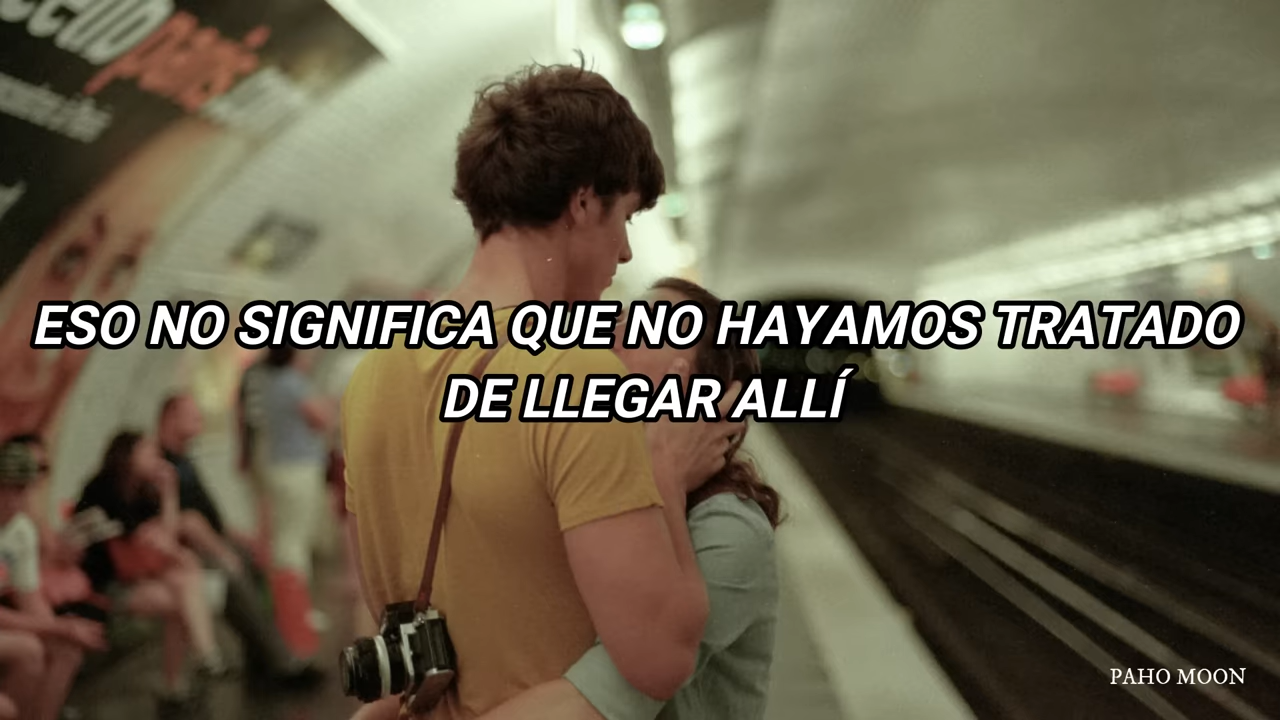 ESO NO SIGNIFICA QUE NO HAYAMOS TRATADO
DE LLEGAR ALLÍ
PAHO MOON